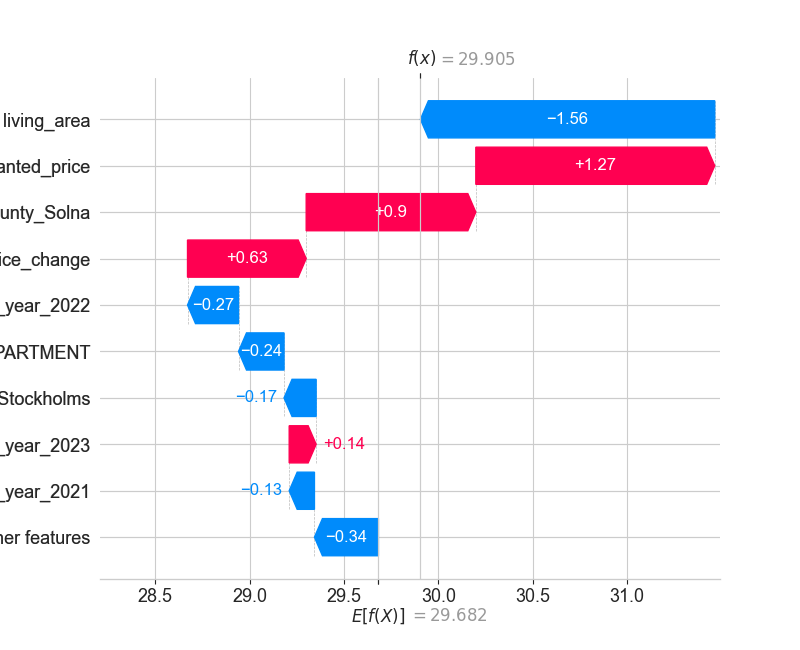 f(x) = 29.905
living_area −1.56
anted_price +1.27
unty_Solna +0.9
ice_change +0.63
_year_2022 −0.27
PARTMENT −0.24
Stockholms −0.17
_year_2023 +0.14
_year_2021 −0.13
ner features −0.34
28.5 29.0 29.5 30.0 30.5 31.0
E[f(X)] = 29.682